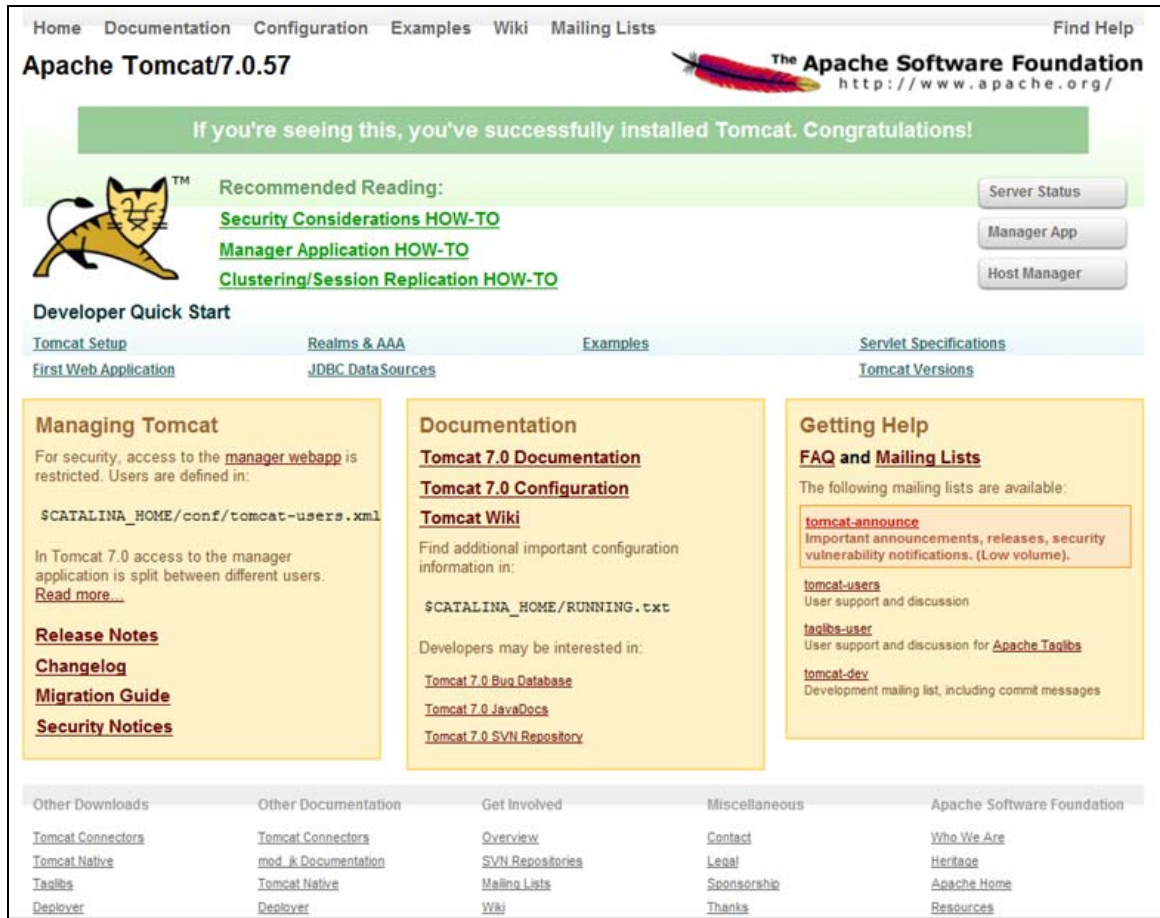 Home Documentation Configuration Examples Wiki Mailing Lists Find Help
Apache Tomcat/7.0.57
The Apache Software Foundation
http://www.apache.org/
If you're seeing this, you've successfully installed Tomcat. Congratulations!
TM
Recommended Reading:
Security Considerations HOW-TO
Manager Application HOW-TO
Clustering/Session Replication HOW-TO
Server Status
Manager App
Host Manager
Developer Quick Start
Tomcat Setup Realms & AAA Examples Servlet Specifications
First Web Application JDBC DataSources Tomcat Versions
Managing Tomcat
For security, access to the manager webapp is
restricted. Users are defined in:
$CATALINA_HOME/conf/tomcat-users.xml
In Tomcat 7.0 access to the manager
application is split between different users.
Read more...
Release Notes
Changelog
Migration Guide
Security Notices
Documentation
Tomcat 7.0 Documentation
Tomcat 7.0 Configuration
Tomcat Wiki
Find additional important configuration
information in:
$CATALINA_HOME/RUNNING.txt
Developers may be interested in:
Tomcat 7.0 Bug Database
Tomcat 7.0 JavaDocs
Tomcat 7.0 SVN Repository
Getting Help
FAQ and Mailing Lists
The following mailing lists are available:
tomcat-announce
Important announcements, releases, security
vulnerability notifications. (Low volume).
tomcat-users
User support and discussion
taglibs-user
User support and discussion for Apache Taglibs
tomcat-dev
Development mailing list, including commit messages
Other Downloads
Tomcat Connectors
Tomcat Native
Taglibs
Deployer
Other Documentation
Tomcat Connectors
mod_jk Documentation
Tomcat Native
Deployer
Get Involved
Overview
SVN Repositories
Mailing Lists
Wiki
Miscellaneous
Contact
Legal
Sponsorship
Thanks
Apache Software Foundation
Who We Are
Heritage
Apache Home
Resources